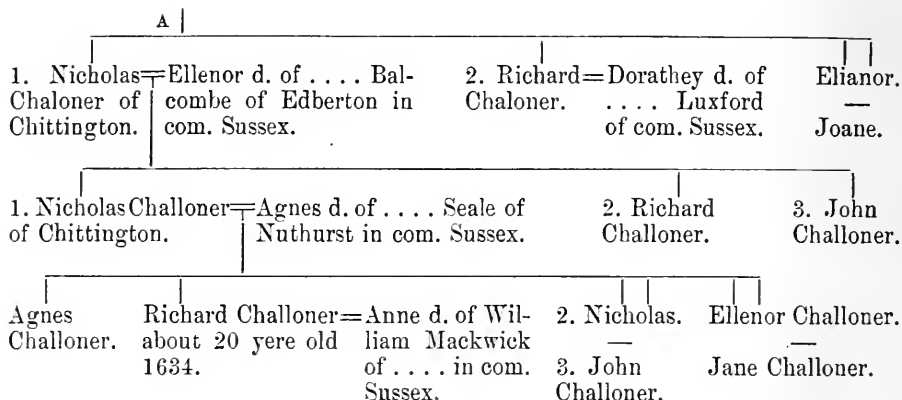 A
1. Nicholas=Ellenor d. of .... Bal-
Chaloner of combe of Edberton in
Chittington. com. Sussex.
2. Richard=Dorathey d. of
Chaloner. .... Luxford
of com. Sussex.
Elianor.
—
Joane.
1. Nicholas Challoner=Agnes d. of .... Seale of
of Chittington. Nuthurst in com. Sussex.
2. Richard
Challoner.
3. John
Challoner.
Agnes
Challoner.
Richard Challoner=Anne d. of Wil-
about 20 yere old liam Mackwick
1634. of .... in com.
Sussex.
2. Nicholas.
—
3. John
Challoner.
Ellenor Challoner.
—
Jane Challoner.